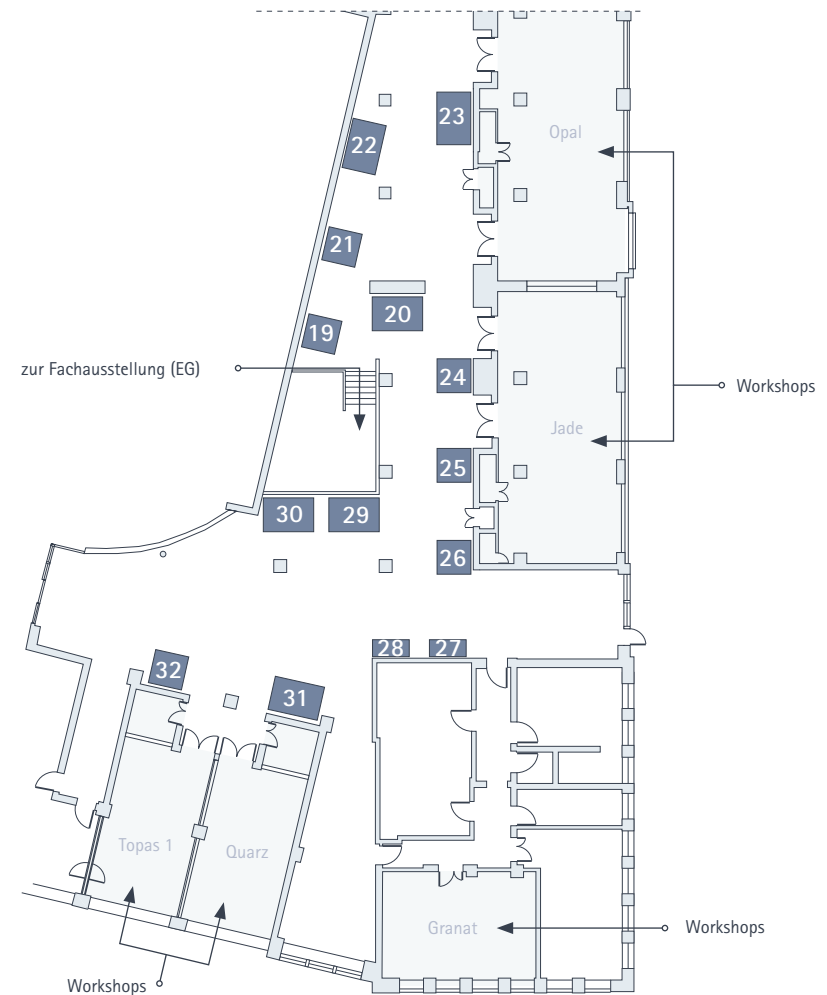 23
Opal
22
21
20
19
zur Fachausstellung (EG)
24
Workshops
Jade
25
30
29
26
28
27
32
31
Topas 1
Quarz
Granat
Workshops
Workshops